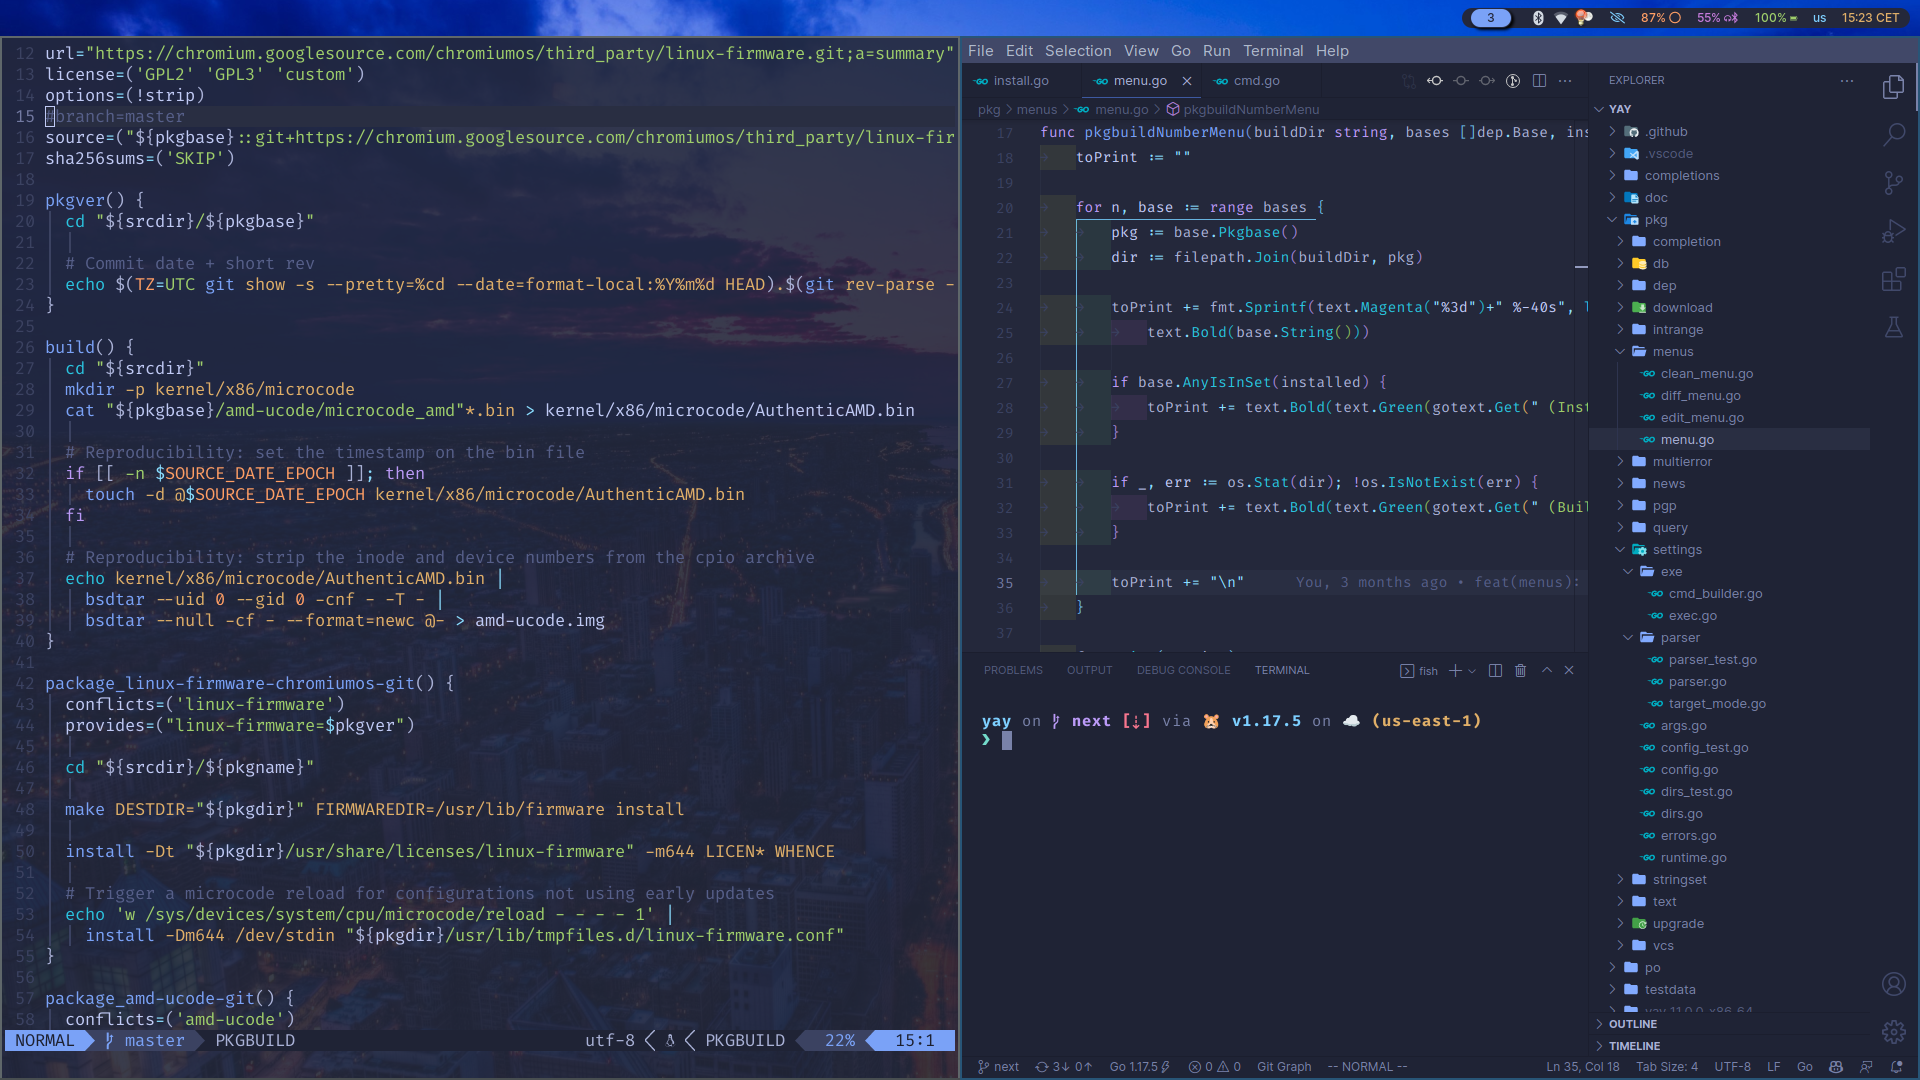 3 87% 55% 100% us 15:23 CET
12 url="https://chromium.googlesource.com/chromiumos/third_party/linux-firmware.git;a=summary"
13 license=('GPL2' 'GPL3' 'custom')
14 options=(!strip)
15 #branch=master
16 source=("${pkgbase}::git+https://chromium.googlesource.com/chromiumos/third_party/linux-fir
17 sha256sums=('SKIP')
18
19 pkgver() {
20 cd "${srcdir}/${pkgbase}"
21
22 # Commit date + short rev
23 echo $(TZ=UTC git show -s --pretty=%cd --date=format-local:%Y%m%d HEAD).$(git rev-parse -
24 }
25
26 build() {
27 cd "${srcdir}"
28 mkdir -p kernel/x86/microcode
29 cat "${pkgbase}/amd-ucode/microcode_amd"*.bin > kernel/x86/microcode/AuthenticAMD.bin
30
31 # Reproducibility: set the timestamp on the bin file
32 if [[ -n $SOURCE_DATE_EPOCH ]]; then
33 touch -d @$SOURCE_DATE_EPOCH kernel/x86/microcode/AuthenticAMD.bin
34 fi
35
36 # Reproducibility: strip the inode and device numbers from the cpio archive
37 echo kernel/x86/microcode/AuthenticAMD.bin |
38 bsdtar --uid 0 --gid 0 -cnf - -T - |
39 bsdtar --null -cf - --format=newc @- > amd-ucode.img
40 }
41
42 package_linux-firmware-chromiumos-git() {
43 conflicts=('linux-firmware')
44 provides=("linux-firmware=$pkgver")
45
46 cd "${srcdir}/${pkgname}"
47
48 make DESTDIR="${pkgdir}" FIRMWAREDIR=/usr/lib/firmware install
49
50 install -Dt "${pkgdir}/usr/share/licenses/linux-firmware" -m644 LICEN* WHENCE
51
52 # Trigger a microcode reload for configurations not using early updates
53 echo 'w /sys/devices/system/cpu/microcode/reload - - - - 1' |
54 install -Dm644 /dev/stdin "${pkgdir}/usr/lib/tmpfiles.d/linux-firmware.conf"
55 }
56
57 package_amd-ucode-git() {
58 conflicts=('amd-ucode')
NORMAL master PKGBUILD utf-8 PKGBUILD 22% 15:1
File Edit Selection View Go Run Terminal Help
install.go menu.go cmd.go
pkg > menus > menu.go > pkgbuildNumberMenu
17 func pkgbuildNumberMenu(buildDir string, bases []dep.Base, ins
18 toPrint := ""
19
20 for n, base := range bases {
21 pkg := base.Pkgbase()
22 dir := filepath.Join(buildDir, pkg)
23
24 toPrint += fmt.Sprintf(text.Magenta("%3d")+" %-40s", l
25 text.Bold(base.String()))
26
27 if base.AnyIsInSet(installed) {
28 toPrint += text.Bold(text.Green(gotext.Get(" (Inst
29 }
30
31 if _, err := os.Stat(dir); !os.IsNotExist(err) {
32 toPrint += text.Bold(text.Green(gotext.Get(" (Buil
33 }
34
35 toPrint += "\n" You, 3 months ago • feat(menus):
36 }
37
PROBLEMS OUTPUT DEBUG CONSOLE TERMINAL fish
yay on next [⇣] via 🐹 v1.17.5 on ☁️ (us-east-1)
❯
EXPLORER
YAY
.github
.vscode
completions
doc
pkg
completion
db
dep
download
intrange
menus
clean_menu.go
diff_menu.go
edit_menu.go
menu.go
multierror
news
pgp
query
settings
exe
cmd_builder.go
exec.go
parser
parser_test.go
parser.go
target_mode.go
args.go
config_test.go
config.go
dirs_test.go
dirs.go
errors.go
runtime.go
stringset
text
upgrade
vcs
po
testdata
OUTLINE
TIMELINE
next 3↓ 0↑ Go 1.17.5 0 0 Git Graph -- NORMAL -- Ln 35, Col 18 Tab Size: 4 UTF-8 LF Go